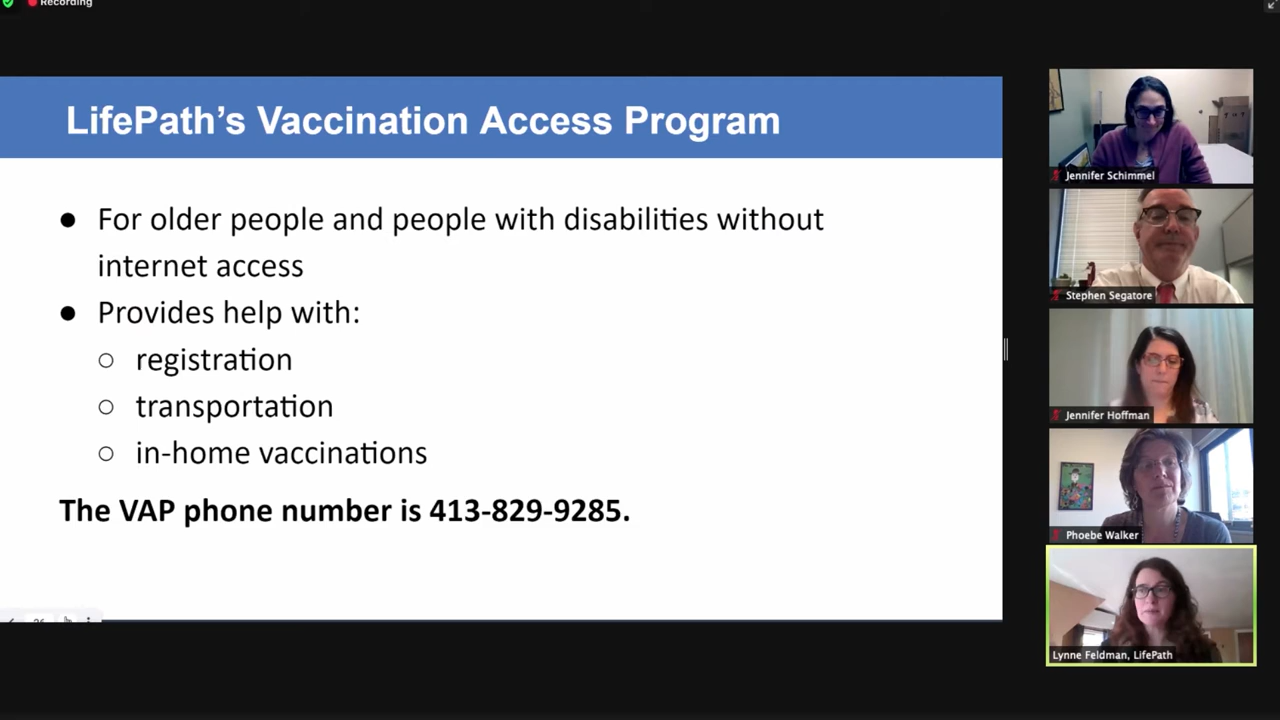 Recording
LifePath's Vaccination Access Program
● For older people and people with disabilities without
internet access
● Provides help with:
○ registration
○ transportation
○ in-home vaccinations
The VAP phone number is 413-829-9285.
Jennifer Schimmel
Stephen Segatore
Jennifer Hoffman
Phoebe Walker
Lynne Feldman, LifePath